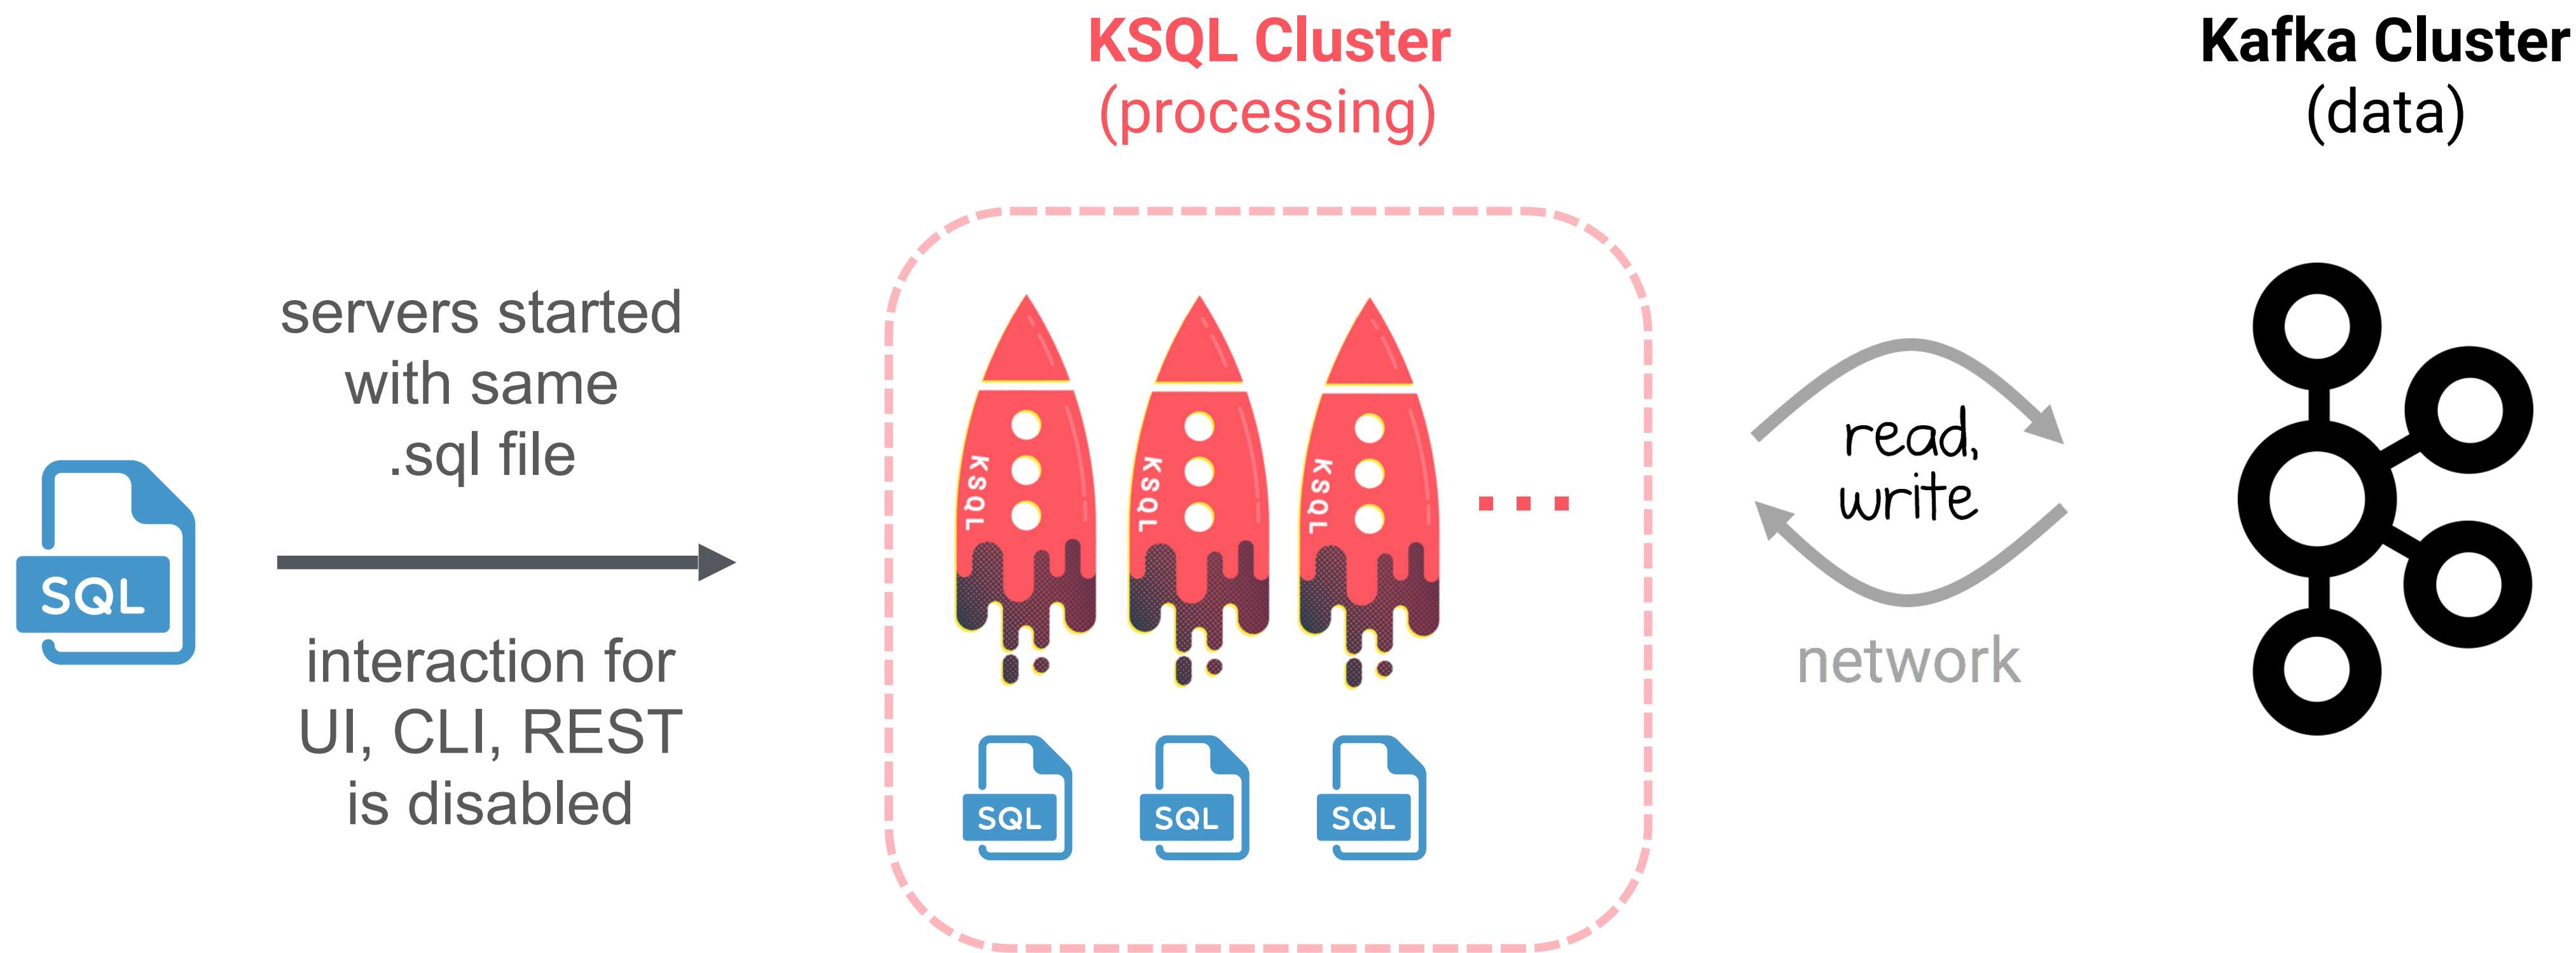 KSQL Cluster
(processing)
Kafka Cluster
(data)
servers started
with same
.sql file
SQL
interaction for
UI, CLI, REST
is disabled
KSQL
KSQL
KSQL
...
SQL
SQL
SQL
read,
write
network